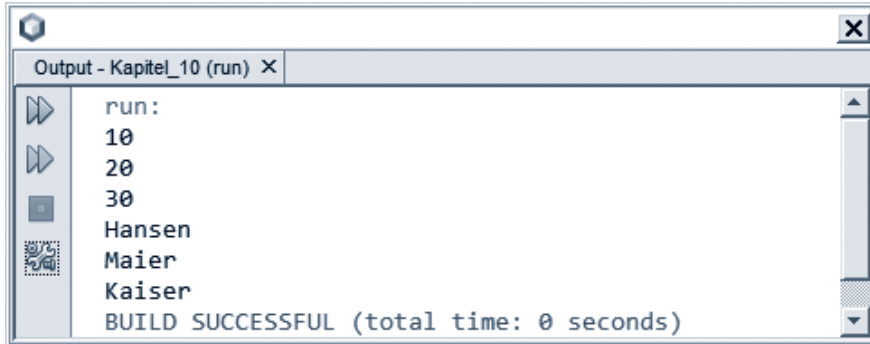 Output - Kapitel_10 (run)
run:
10
20
30
Hansen
Maier
Kaiser
BUILD SUCCESSFUL (total time: 0 seconds)